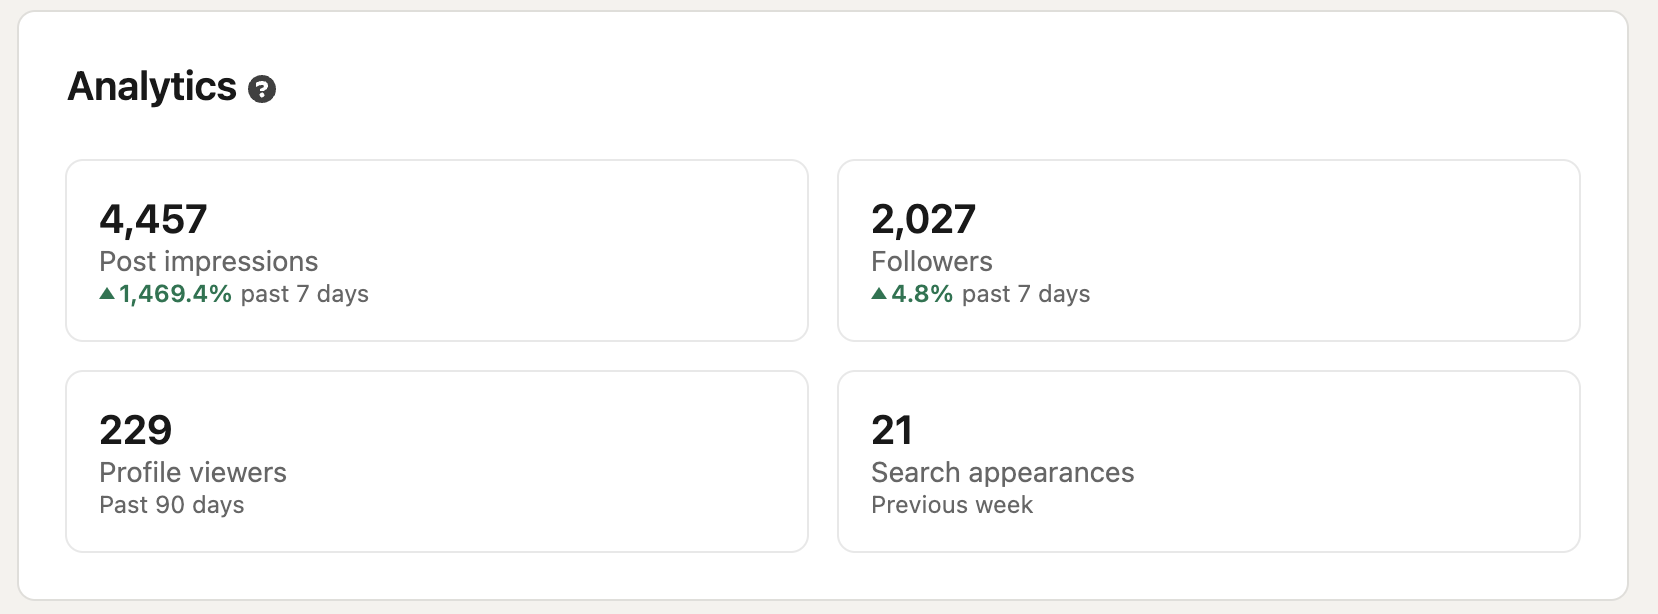 Analytics
4,457
Post impressions
▲1,469.4% past 7 days
2,027
Followers
▲4.8% past 7 days
229
Profile viewers
Past 90 days
21
Search appearances
Previous week